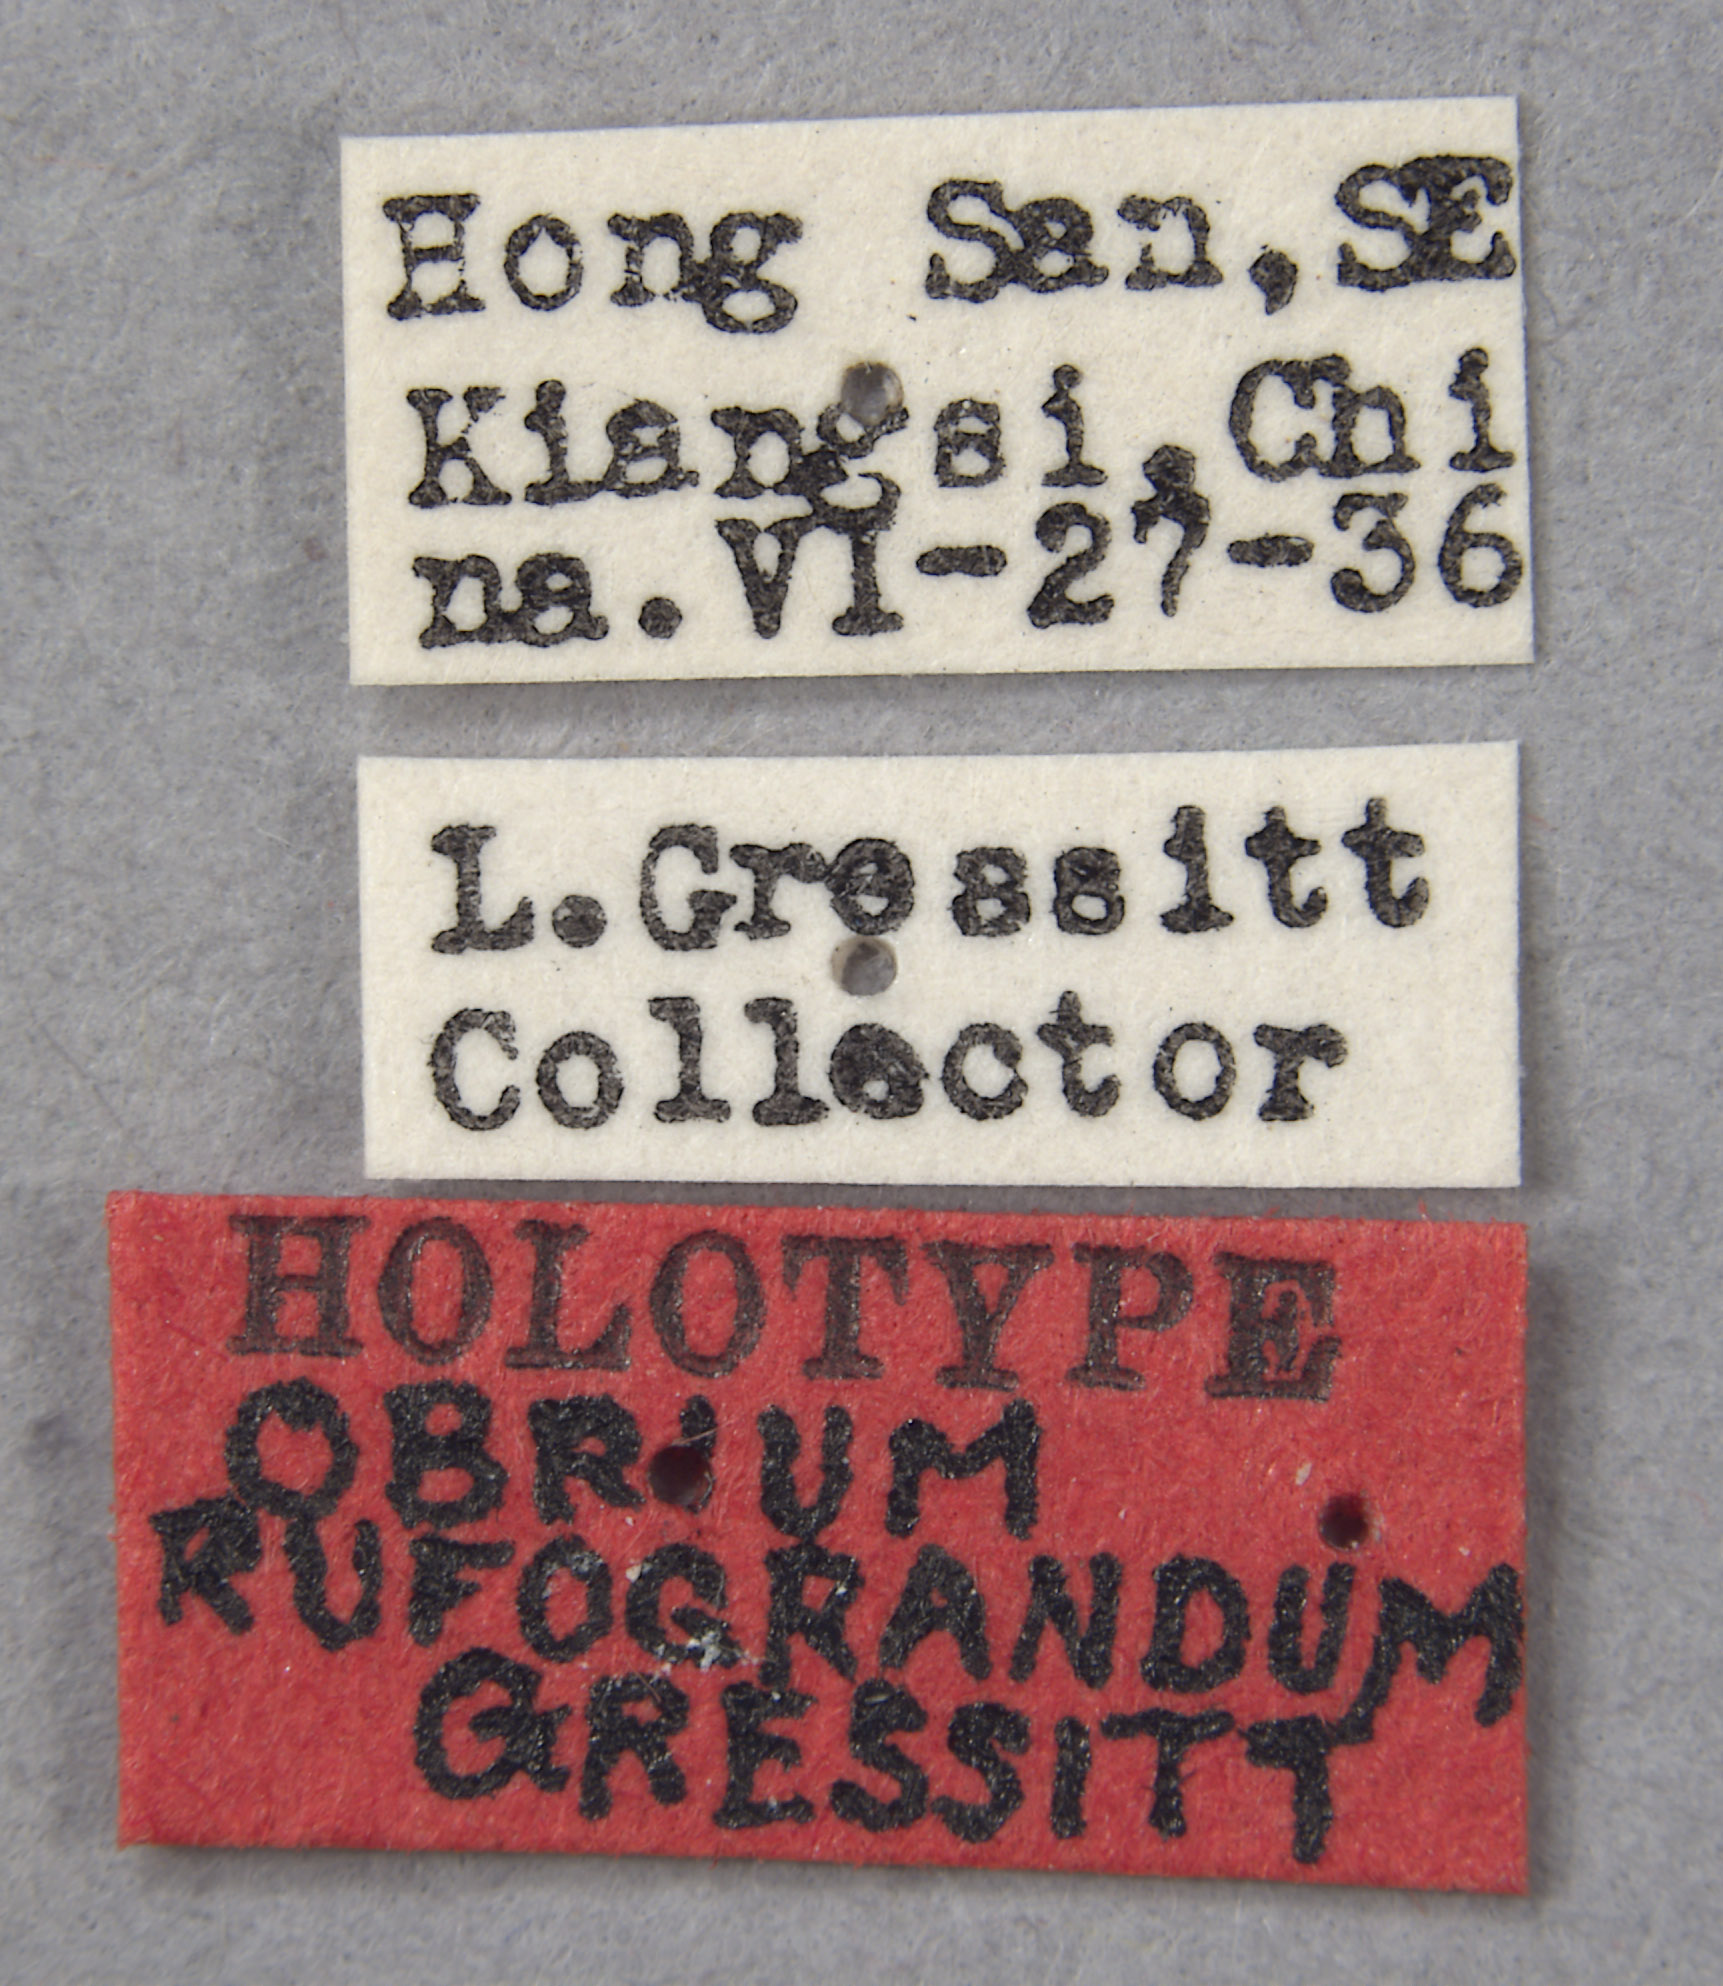 Hong San,SE
Kiangsi,Chi
na.VI-27-36
L.Gressitt
Collector
HOLOTYPE
OBRIUM
RUFOGRANDUM
GRESSITT